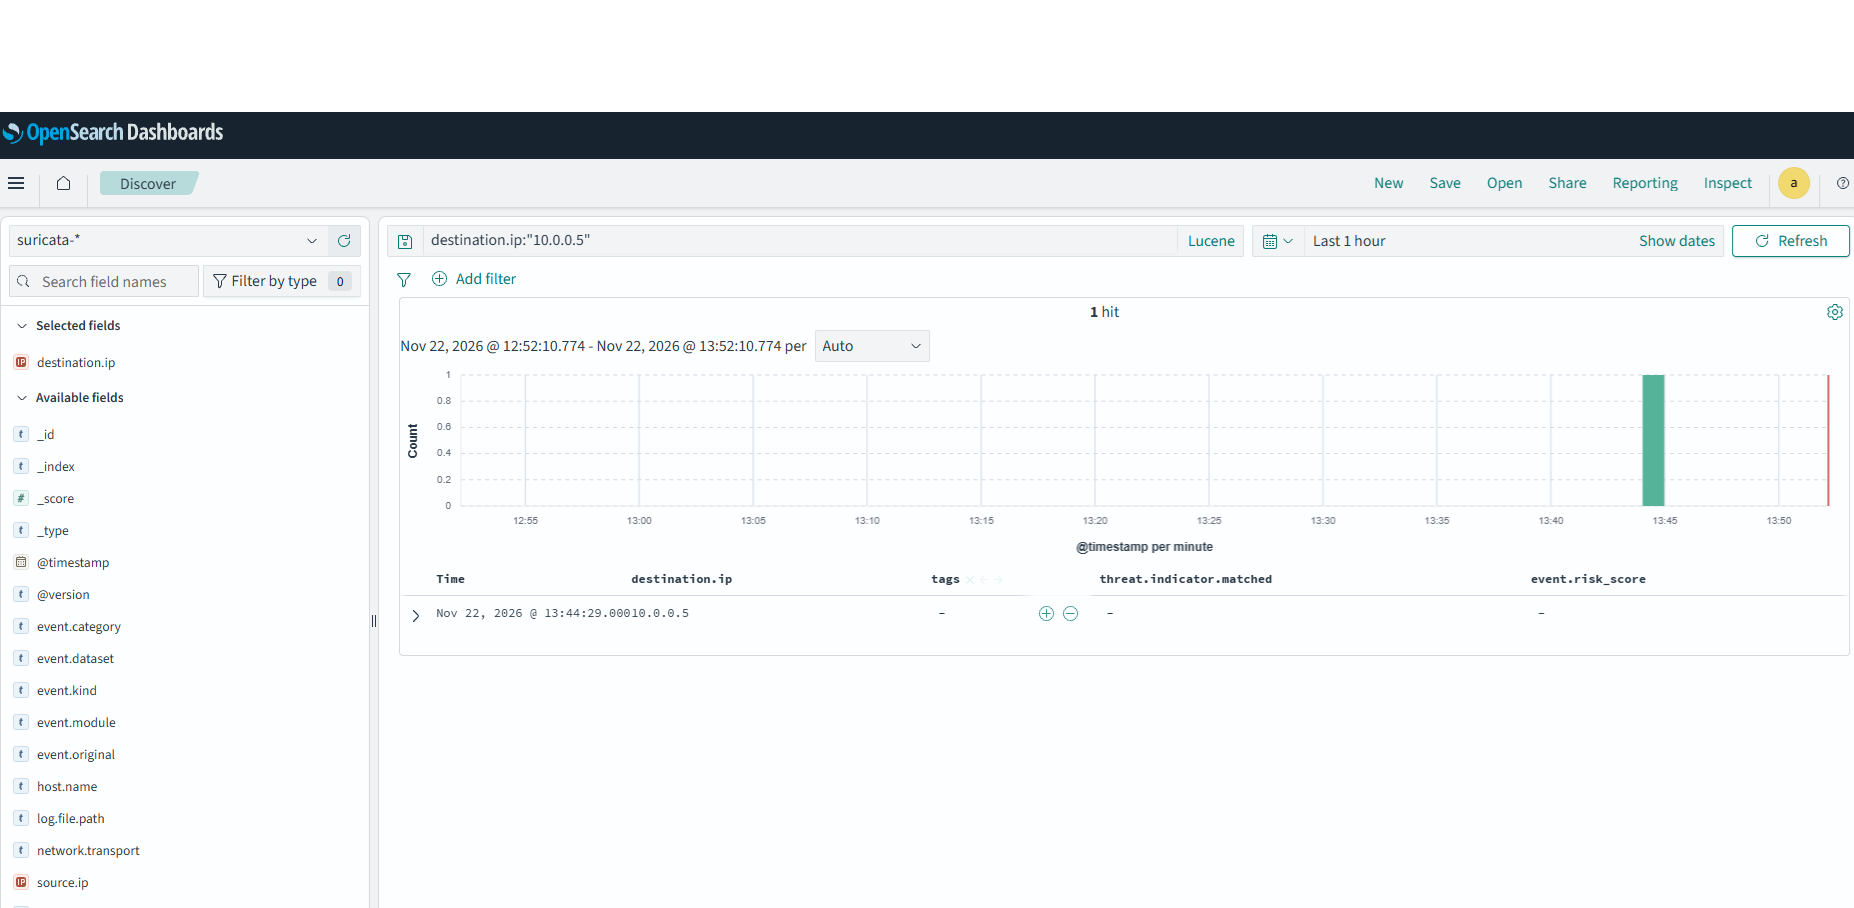 OpenSearch Dashboards
Discover
New Save Open Share Reporting Inspect a
suricata-*
destination.ip:"10.0.0.5" Lucene Last 1 hour Show dates Refresh
Search field names Filter by type 0
Add filter
Selected fields
destination.ip
Available fields
t _id
t _index
# _score
t _type
@timestamp
t @version
t event.category
t event.dataset
t event.kind
t event.module
t event.original
t host.name
t log.file.path
t network.transport
IP source.ip
1 hit
Nov 22, 2026 @ 12:52:10.774 - Nov 22, 2026 @ 13:52:10.774 per Auto
Count
1
0.8
0.6
0.4
0.2
0
12:55 13:00 13:05 13:10 13:15 13:20 13:25 13:30 13:35 13:40 13:45 13:50
@timestamp per minute
Time destination.ip tags threat.indicator.matched event.risk_score
Nov 22, 2026 @ 13:44:29.00010.0.0.5 – – –